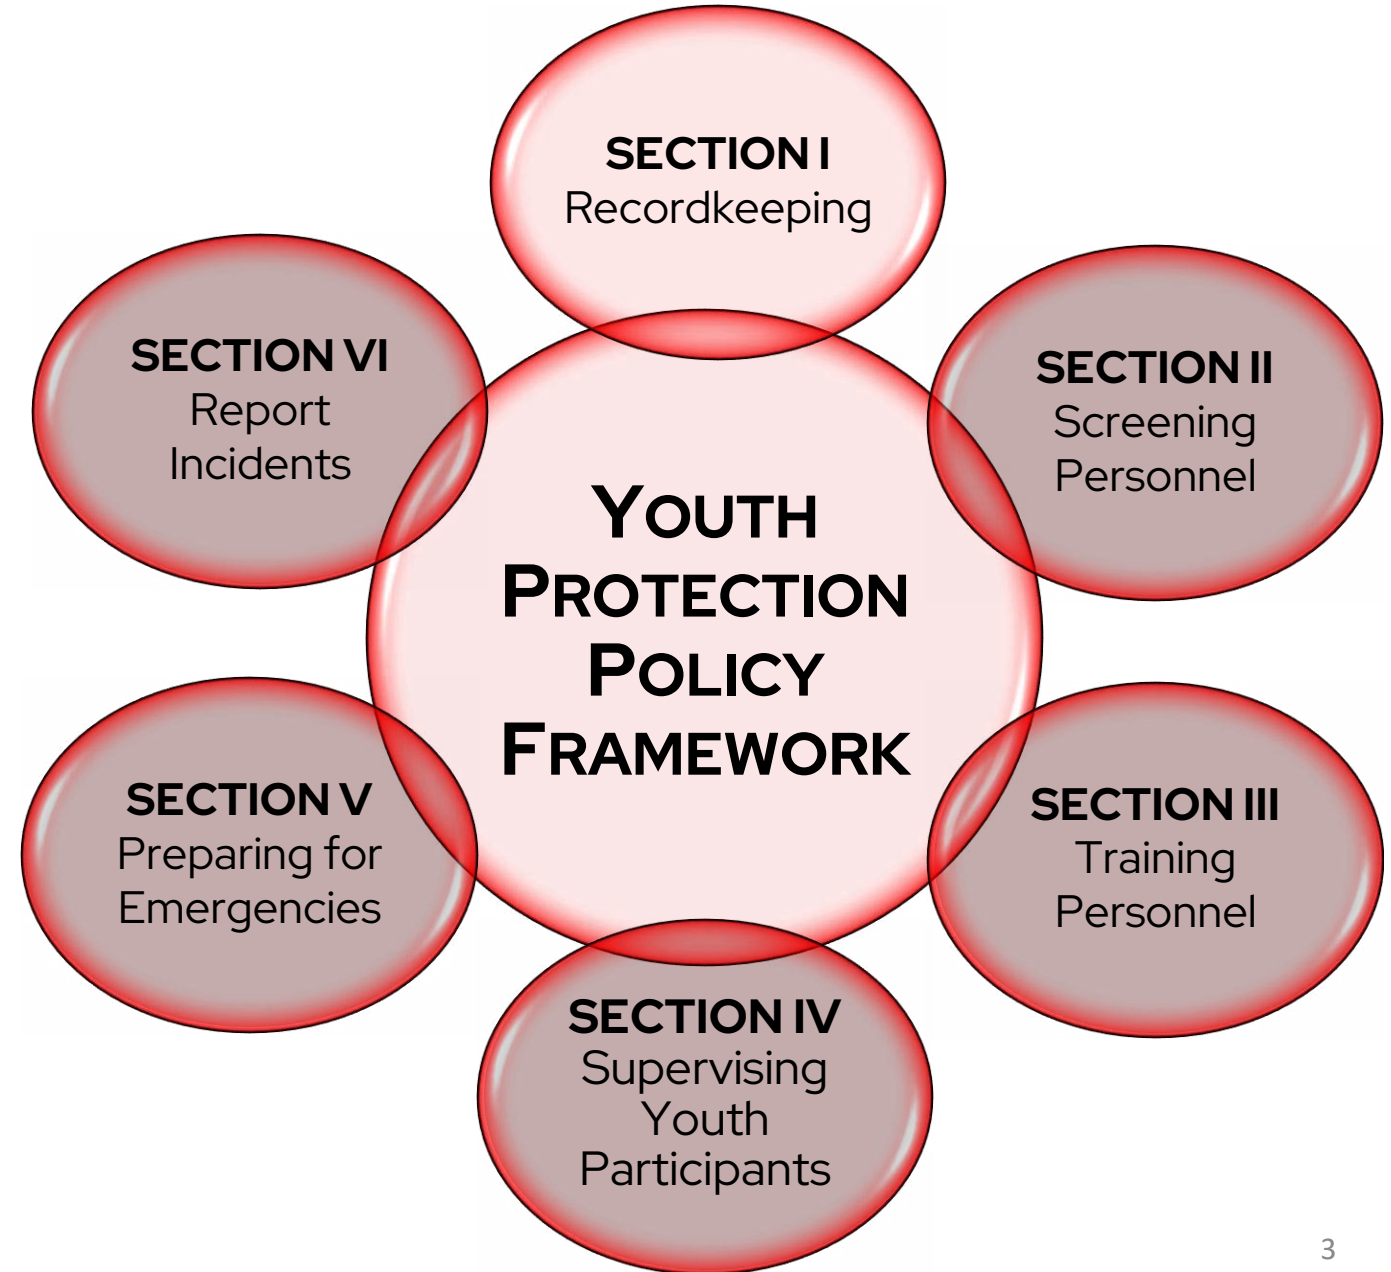 SECTION I
Recordkeeping
SECTION II
Screening
Personnel
SECTION III
Training
Personnel
SECTION IV
Supervising
Youth
Participants
SECTION V
Preparing for
Emergencies
SECTION VI
Report
Incidents
YOUTH
PROTECTION
POLICY
FRAMEWORK
3